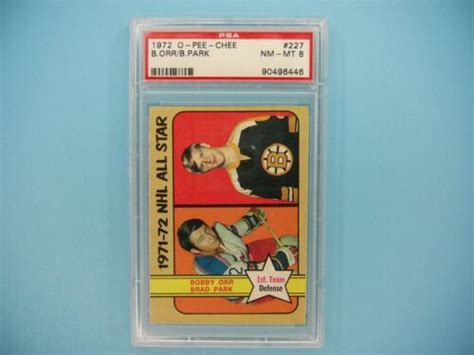 PSA
1972 O-PEE-CHEE #227
B.ORR/B.PARK NM-MT 8
90496446
1971-72 NHL ALL STAR
B
2
BOBBY ORR
BRAD PARK
1st. Team
Defense